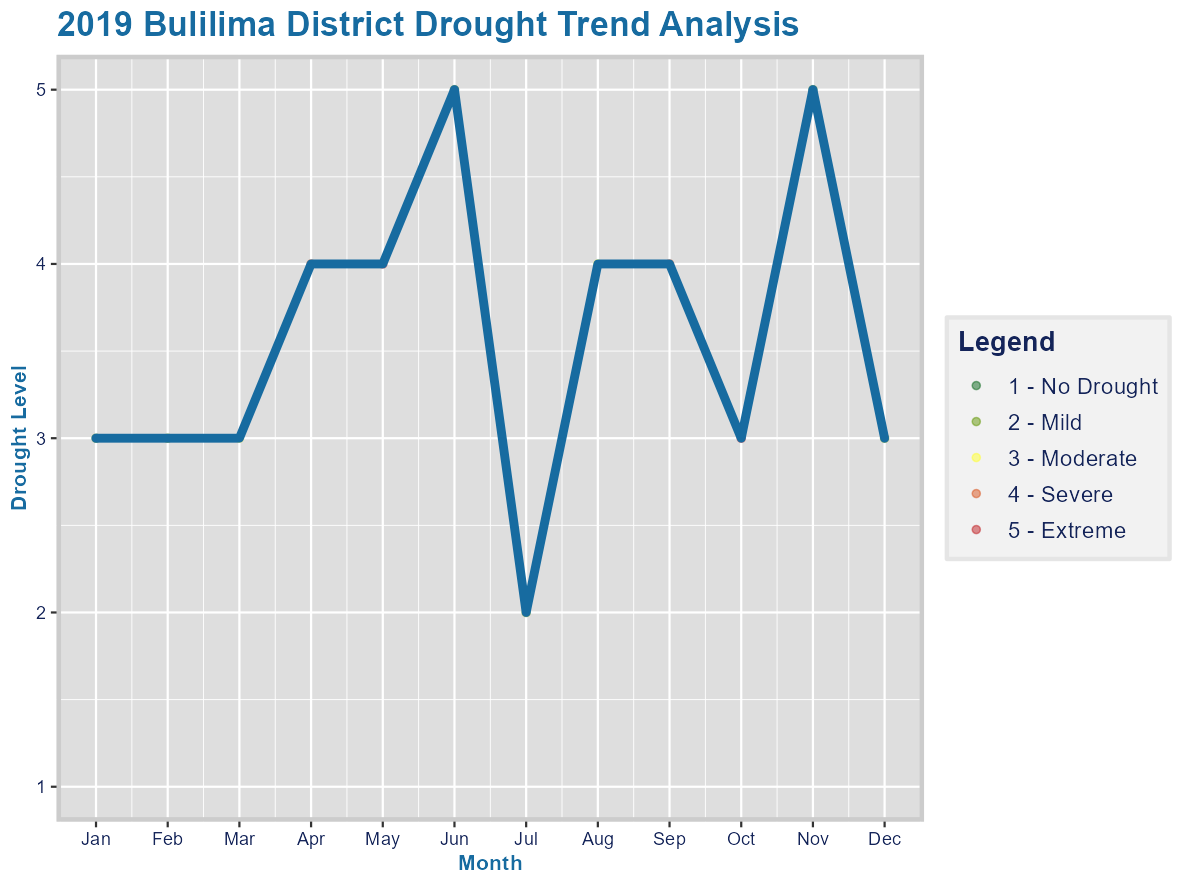 2019 Bulilima District Drought Trend Analysis
Drought Level
5
4
3
2
1
Jan Feb Mar Apr May Jun Jul Aug Sep Oct Nov Dec
Month
Legend
1 - No Drought
2 - Mild
3 - Moderate
4 - Severe
5 - Extreme